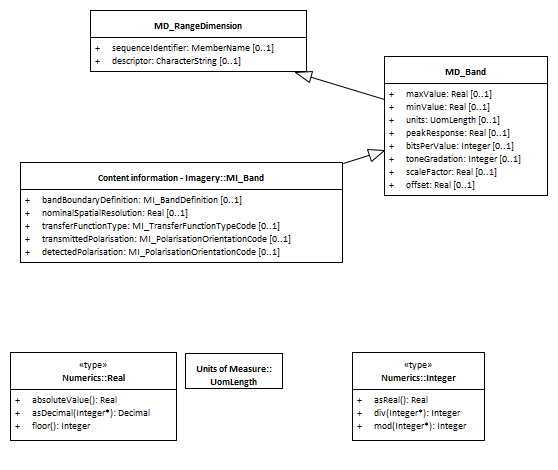 MD_RangeDimension
+ sequenceIdentifier: MemberName [0..1]
+ descriptor: CharacterString [0..1]
MD_Band
+ maxValue: Real [0..1]
+ minValue: Real [0..1]
+ units: UomLength [0..1]
+ peakResponse: Real [0..1]
+ bitsPerValue: Integer [0..1]
+ toneGradation: Integer [0..1]
+ scaleFactor: Real [0..1]
+ offset: Real [0..1]
Content information - Imagery::MI_Band
+ bandBoundaryDefinition: MI_BandDefinition [0..1]
+ nominalSpatialResolution: Real [0..1]
+ transferFunctionType: MI_TransferFunctionTypeCode [0..1]
+ transmittedPolarisation: MI_PolarisationOrientationCode [0..1]
+ detectedPolarisation: MI_PolarisationOrientationCode [0..1]
«type»
Numerics::Real
+ absoluteValue(): Real
+ asDecimal(Integer*): Decimal
+ floor(): Integer
Units of Measure::
UomLength
«type»
Numerics::Integer
+ asReal(): Real
+ div(Integer*): Integer
+ mod(Integer*): Integer